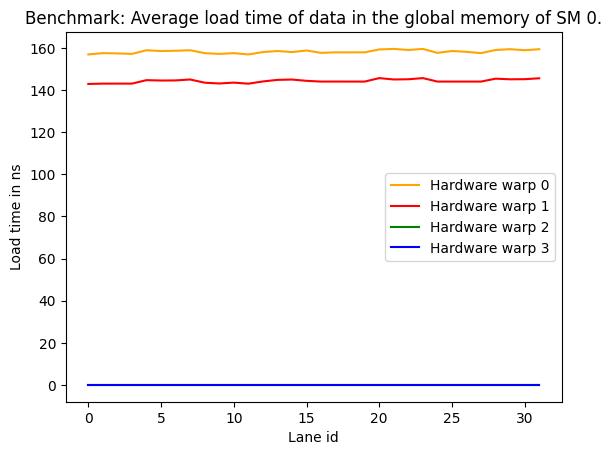 Benchmark: Average load time of data in the global memory of SM 0.
Load time in ns
160
140
120
100
80
60
40
20
0
Hardware warp 0
Hardware warp 1
Hardware warp 2
Hardware warp 3
0 5 10 15 20 25 30
Lane id